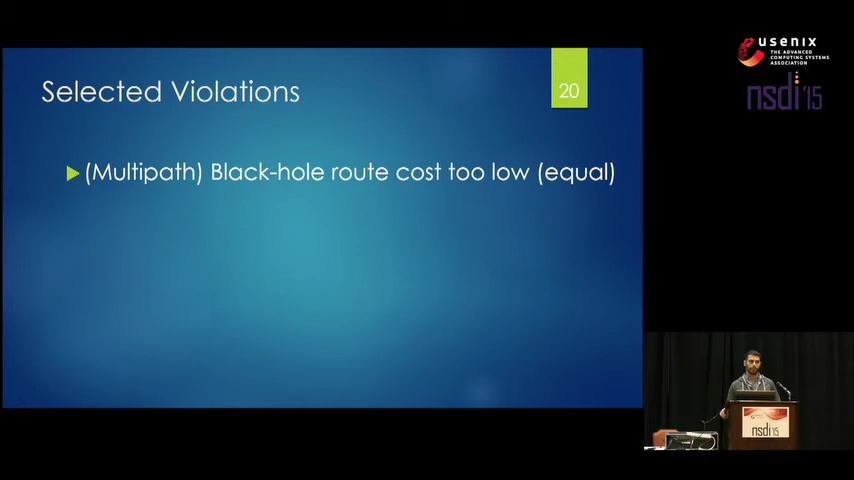 Selected Violations
20
(Multipath) Black-hole route cost too low (equal)
usenix
THE ADVANCED
COMPUTING SYSTEMS
ASSOCIATION
nsdi'15
nsdi'15